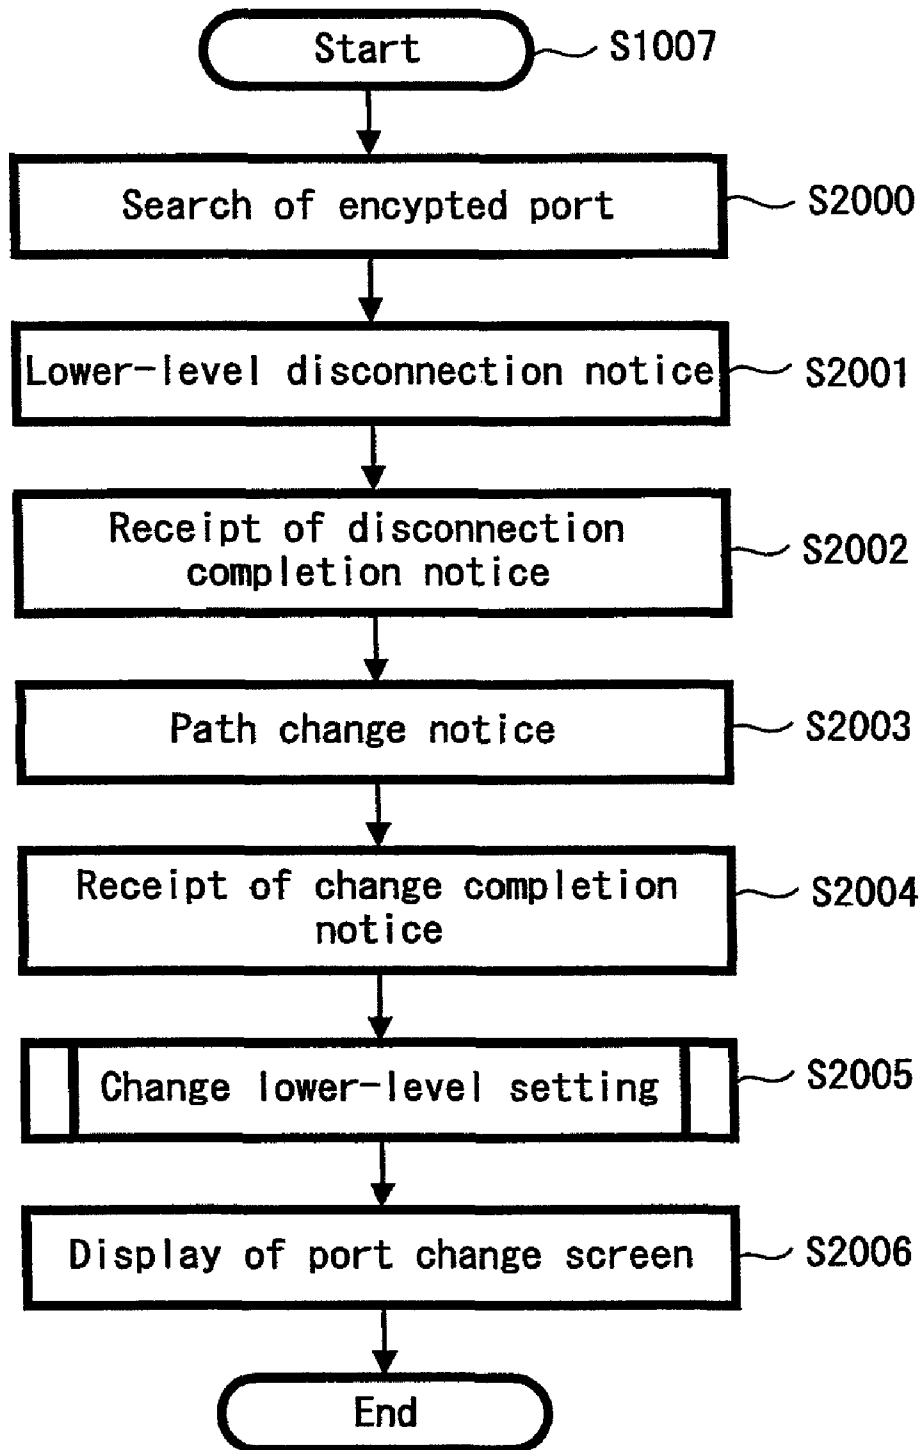 Start
S1007
Search of encypted port
S2000
Lower-level disconnection notice
S2001
Receipt of disconnection
completion notice
S2002
Path change notice
S2003
Receipt of change completion
notice
S2004
Change lower-level setting
S2005
Display of port change screen
S2006
End